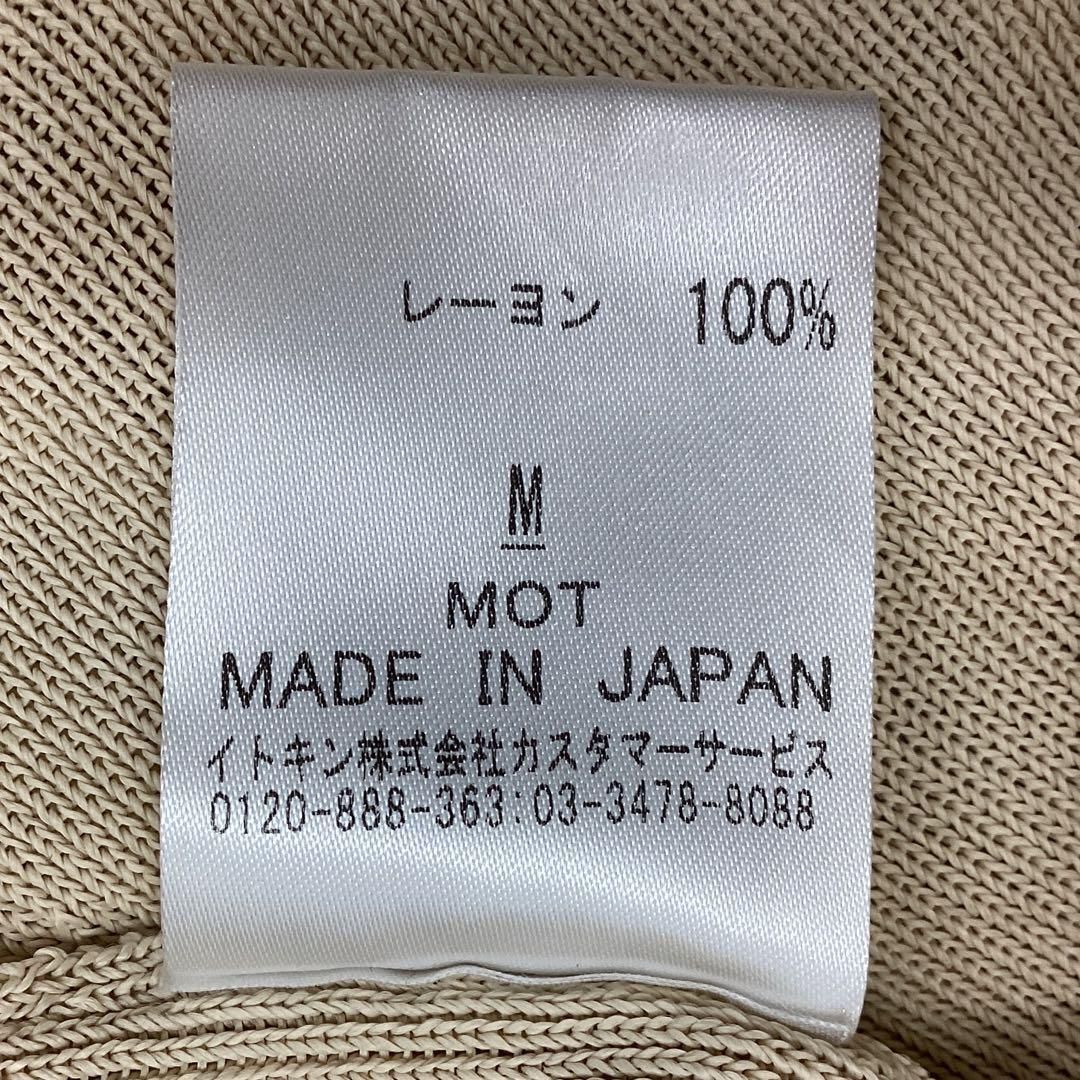 レーヨン 100%
M
MOT
MADE IN JAPAN
イトキン株式会社カスタマーサービス
0120-888-363:03-3478-8088